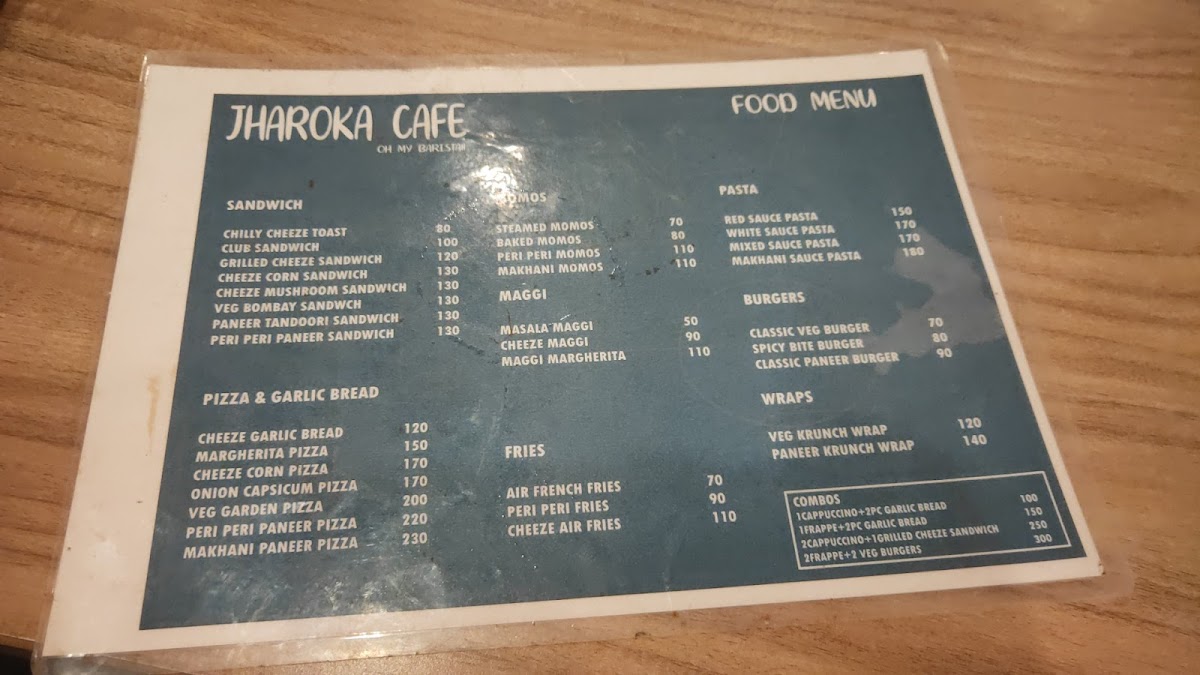 JHAROKA CAFE
OH MY BARISTA!!
FOOD MENU
SANDWICH
CHILLY CHEEZE TOAST 80
CLUB SANDWICH 100
GRILLED CHEEZE SANDWICH 120
CHEEZE CORN SANDWICH 130
CHEEZE MUSHROOM SANDWICH 130
VEG BOMBAY SANDWCH 130
PANEER TANDOORI SANDWICH 130
PERI PERI PANEER SANDWICH 130
PIZZA & GARLIC BREAD
CHEEZE GARLIC BREAD 120
MARGHERITA PIZZA 150
CHEEZE CORN PIZZA 170
ONION CAPSICUM PIZZA 170
VEG GARDEN PIZZA 200
PERI PERI PANEER PIZZA 220
MAKHANI PANEER PIZZA 230
MOMOS
STEAMED MOMOS 70
BAKED MOMOS 80
PERI PERI MOMOS 110
MAKHANI MOMOS 110
MAGGI
MASALA MAGGI 50
CHEEZE MAGGI 90
MAGGI MARGHERITA 110
FRIES
AIR FRENCH FRIES 70
PERI PERI FRIES 90
CHEEZE AIR FRIES 110
PASTA
RED SAUCE PASTA 150
WHITE SAUCE PASTA 170
MIXED SAUCE PASTA 170
MAKHANI SAUCE PASTA 180
BURGERS
CLASSIC VEG BURGER 70
SPICY BITE BURGER 80
CLASSIC PANEER BURGER 90
WRAPS
VEG KRUNCH WRAP 120
PANEER KRUNCH WRAP 140
COMBOS
1CAPPUCCINO+2PC GARLIC BREAD 100
1FRAPPE+2PC GARLIC BREAD 150
2CAPPUCCINO+1GRILLED CHEEZE SANDWICH 250
2FRAPPE+2 VEG BURGERS 300